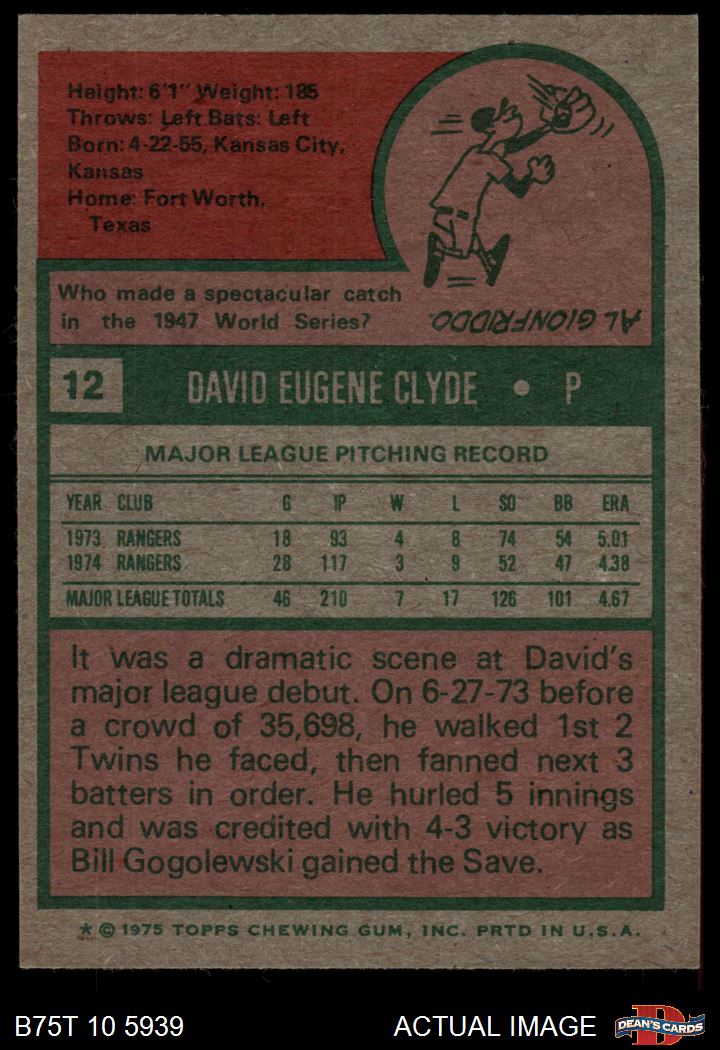 Height: 6'1" Weight: 185
Throws: Left Bats: Left
Born: 4-22-55, Kansas City,
Kansas
Home: Fort Worth,
Texas
Who made a spectacular catch
in the 1947 World Series?
AL GIONFRIDDO.
12 DAVID EUGENE CLYDE • P
MAJOR LEAGUE PITCHING RECORD
YEAR CLUB G IP W L SO BB ERA
1973 RANGERS 18 93 4 8 74 54 5.01
1974 RANGERS 28 117 3 9 52 47 4.38
MAJOR LEAGUE TOTALS 46 210 7 17 126 101 4.67
It was a dramatic scene at David's
major league debut. On 6-27-73 before
a crowd of 35,698, he walked 1st 2
Twins he faced, then fanned next 3
batters in order. He hurled 5 innings
and was credited with 4-3 victory as
Bill Gogolewski gained the Save.
* © 1975 TOPPS CHEWING GUM, INC. PRTD IN U.S.A.
B75T 10 5939 ACTUAL IMAGE D DEAN'S CARDS